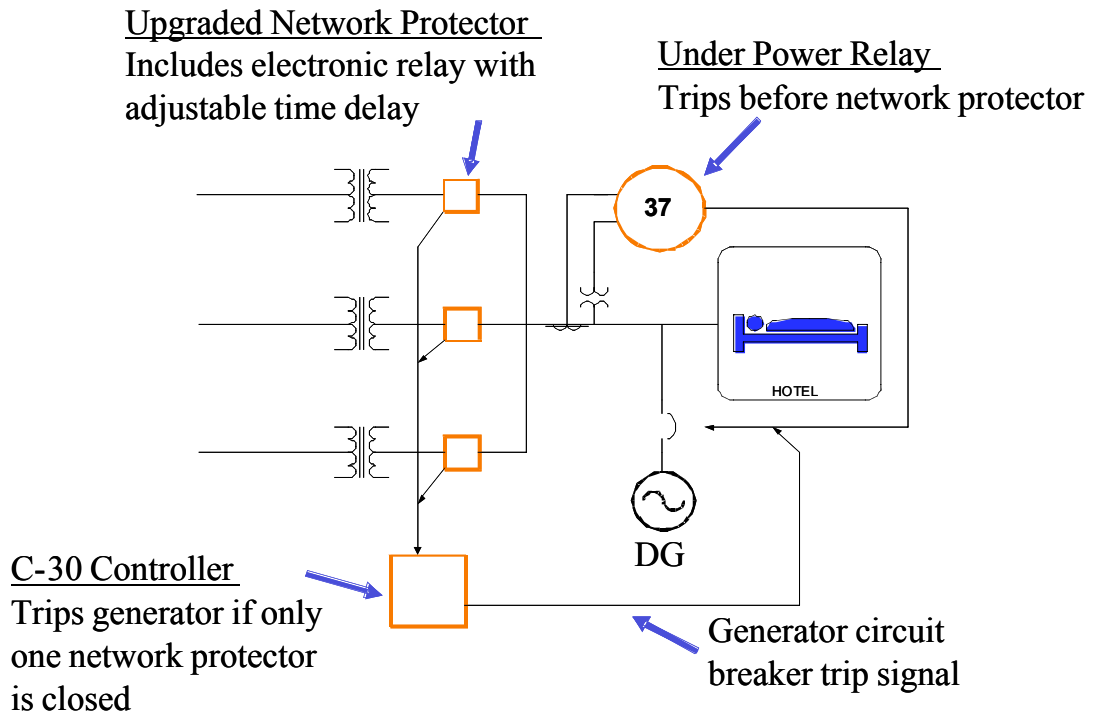 Upgraded Network Protector
Includes electronic relay with
adjustable time delay
Under Power Relay
Trips before network protector
37
HOTEL
DG
C-30 Controller
Trips generator if only
one network protector
is closed
Generator circuit
breaker trip signal